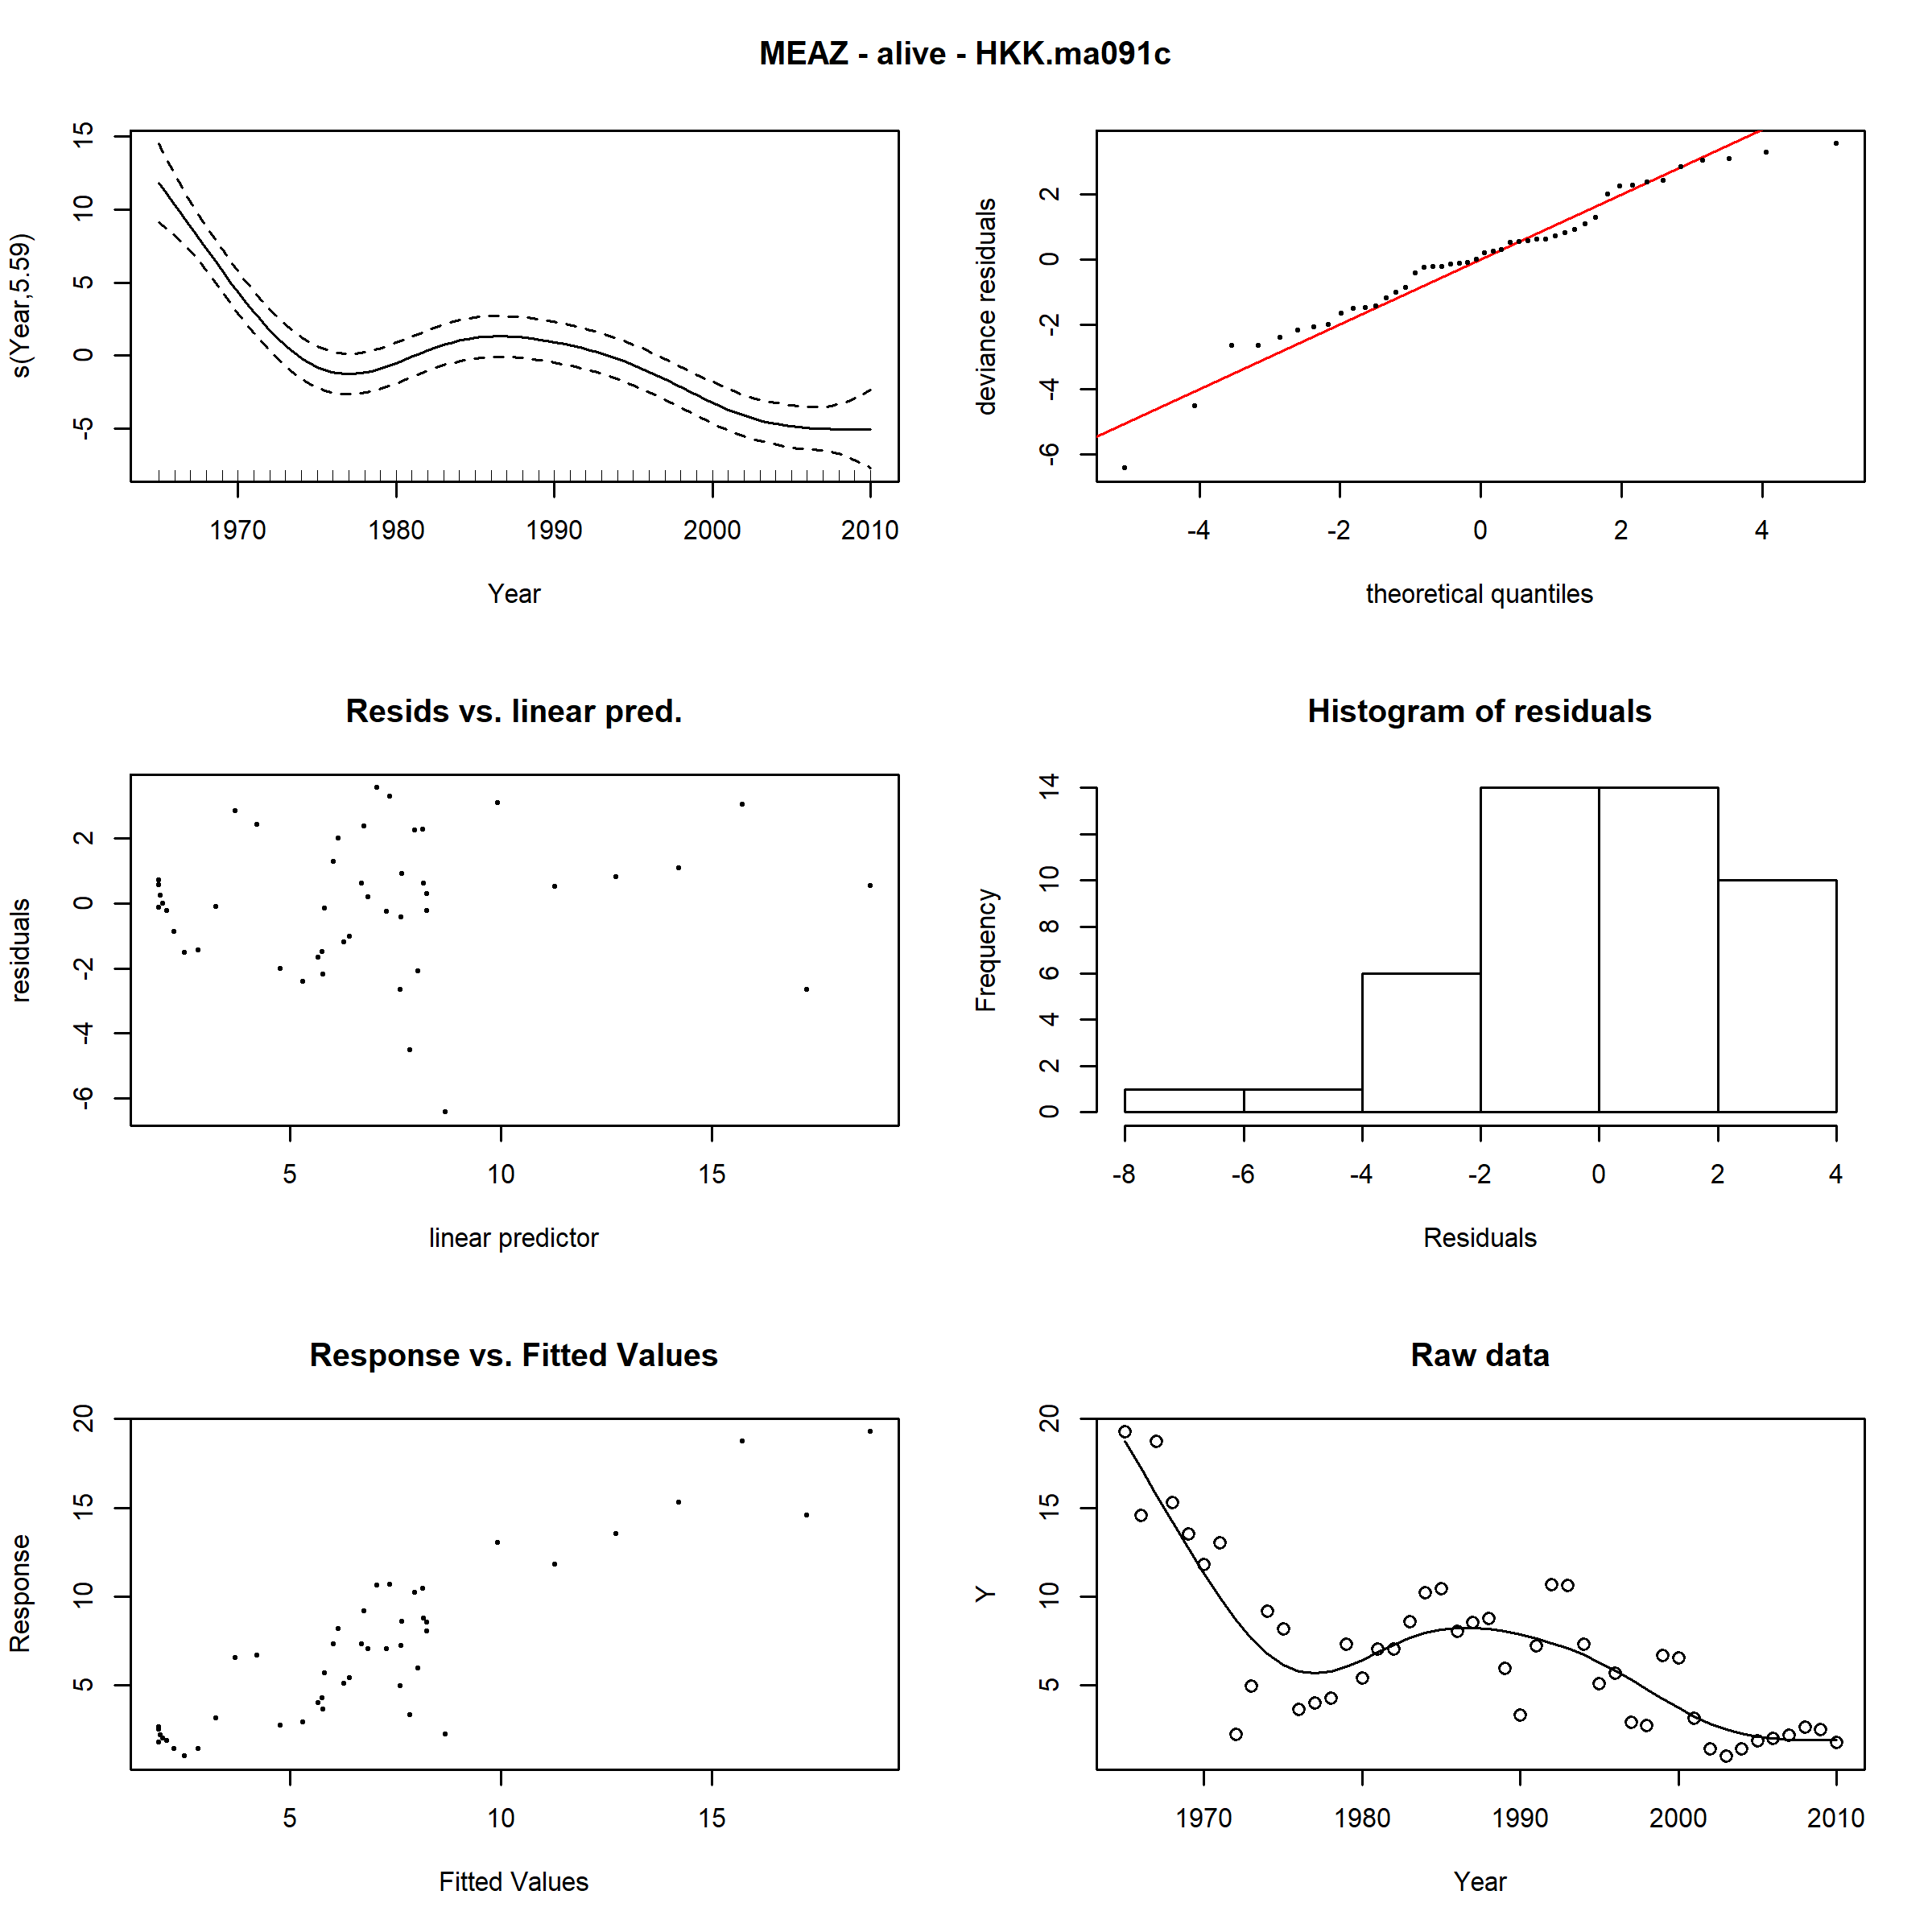 MEAZ - alive - HKK.ma091c
s(Year,5.59)
15
10
5
0
-5
1970 1980 1990 2000 2010
Year
deviance residuals
2
0
-2
-4
-6
-4 -2 0 2 4
theoretical quantiles
Resids vs. linear pred.
residuals
2
0
-2
-4
-6
5 10 15
linear predictor
Histogram of residuals
Frequency
14
10
8
6
4
2
0
-8 -6 -4 -2 0 2 4
Residuals
Response vs. Fitted Values
Response
20
15
10
5
5 10 15
Fitted Values
Raw data
Y
20
15
10
5
1970 1980 1990 2000 2010
Year